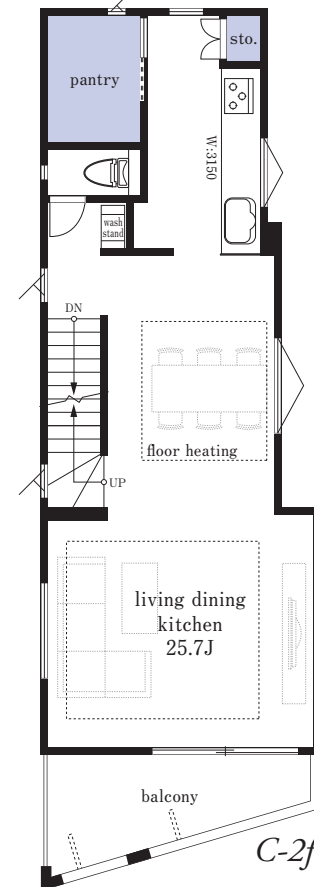 sto.
pantry
W:3150
wash
stand
DN
floor heating
UP
living dining
kitchen
25.7J
balcony
C-2f